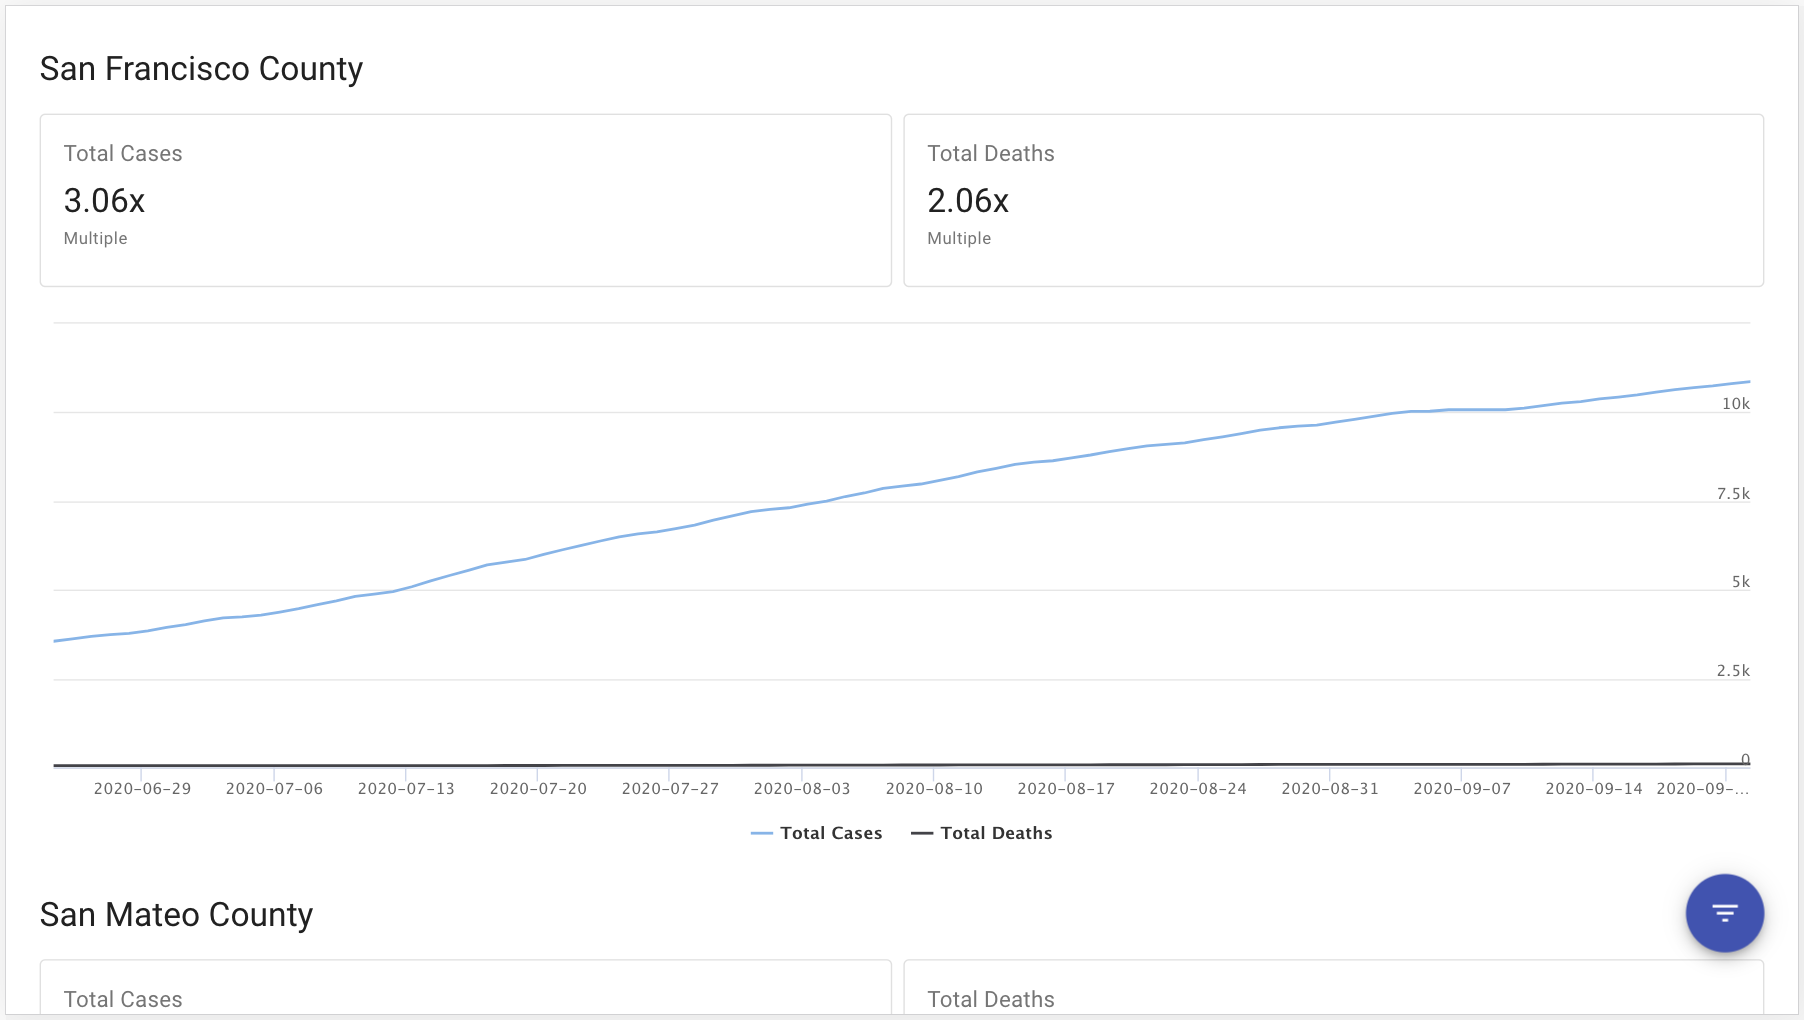 San Francisco County
Total Cases
3.06x
Multiple
Total Deaths
2.06x
Multiple
10k
7.5k
5k
2.5k
0
2020-06-29 2020-07-06 2020-07-13 2020-07-20 2020-07-27 2020-08-03 2020-08-10 2020-08-17 2020-08-24 2020-08-31 2020-09-07 2020-09-14 2020-09-...
Total Cases Total Deaths
San Mateo County
Total Cases
Total Deaths